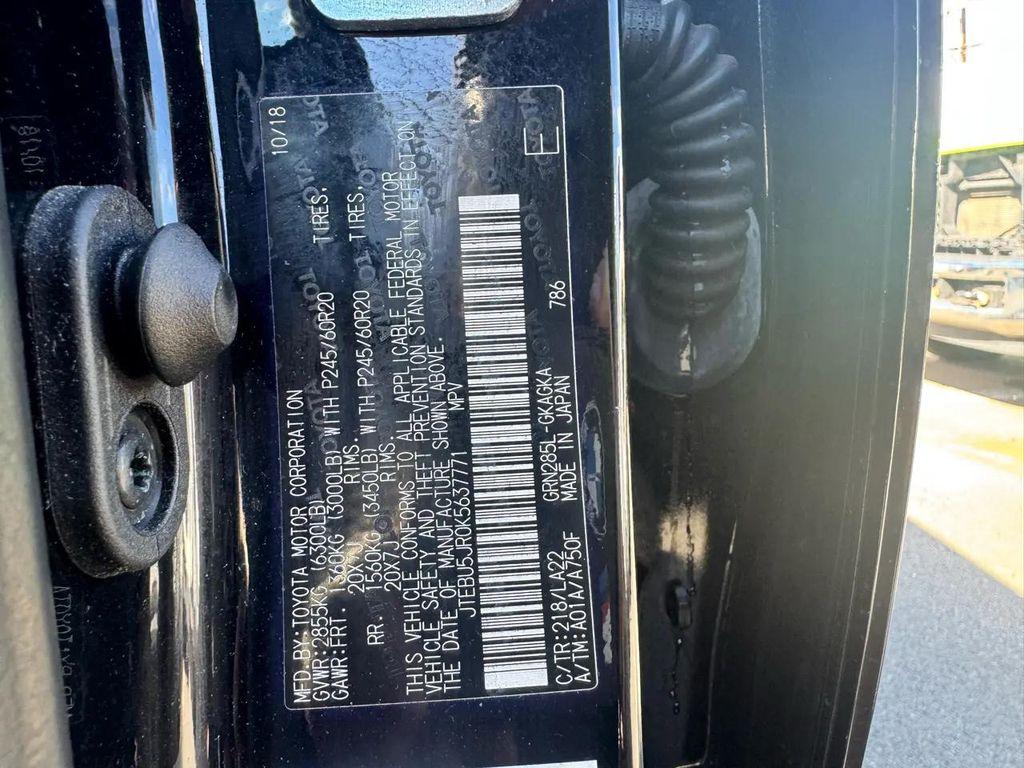 MFD.BY:TOYOTA MOTOR CORPORATION 10/18
GVWR:2855KG (6300LB)
GAWR:FRT. 1360KG (3000LB) WITH P245/60R20 TIRES,
20X7J RIMS.
RR. 1560KG (3450LB) WITH P245/60R20 TIRES,
20X7J RIMS.
THIS VEHICLE CONFORMS TO ALL APPLICABLE FEDERAL MOTOR
VEHICLE SAFETY AND THEFT PREVENTION STANDARDS IN EFFECT ON
THE DATE OF MANUFACTURE SHOWN ABOVE.
JTEBU5JR0K5637771 MPV
C/TR:218/LA22 GRN285L-GKAGKA 786
A/TM:A01A/A750F MADE IN JAPAN